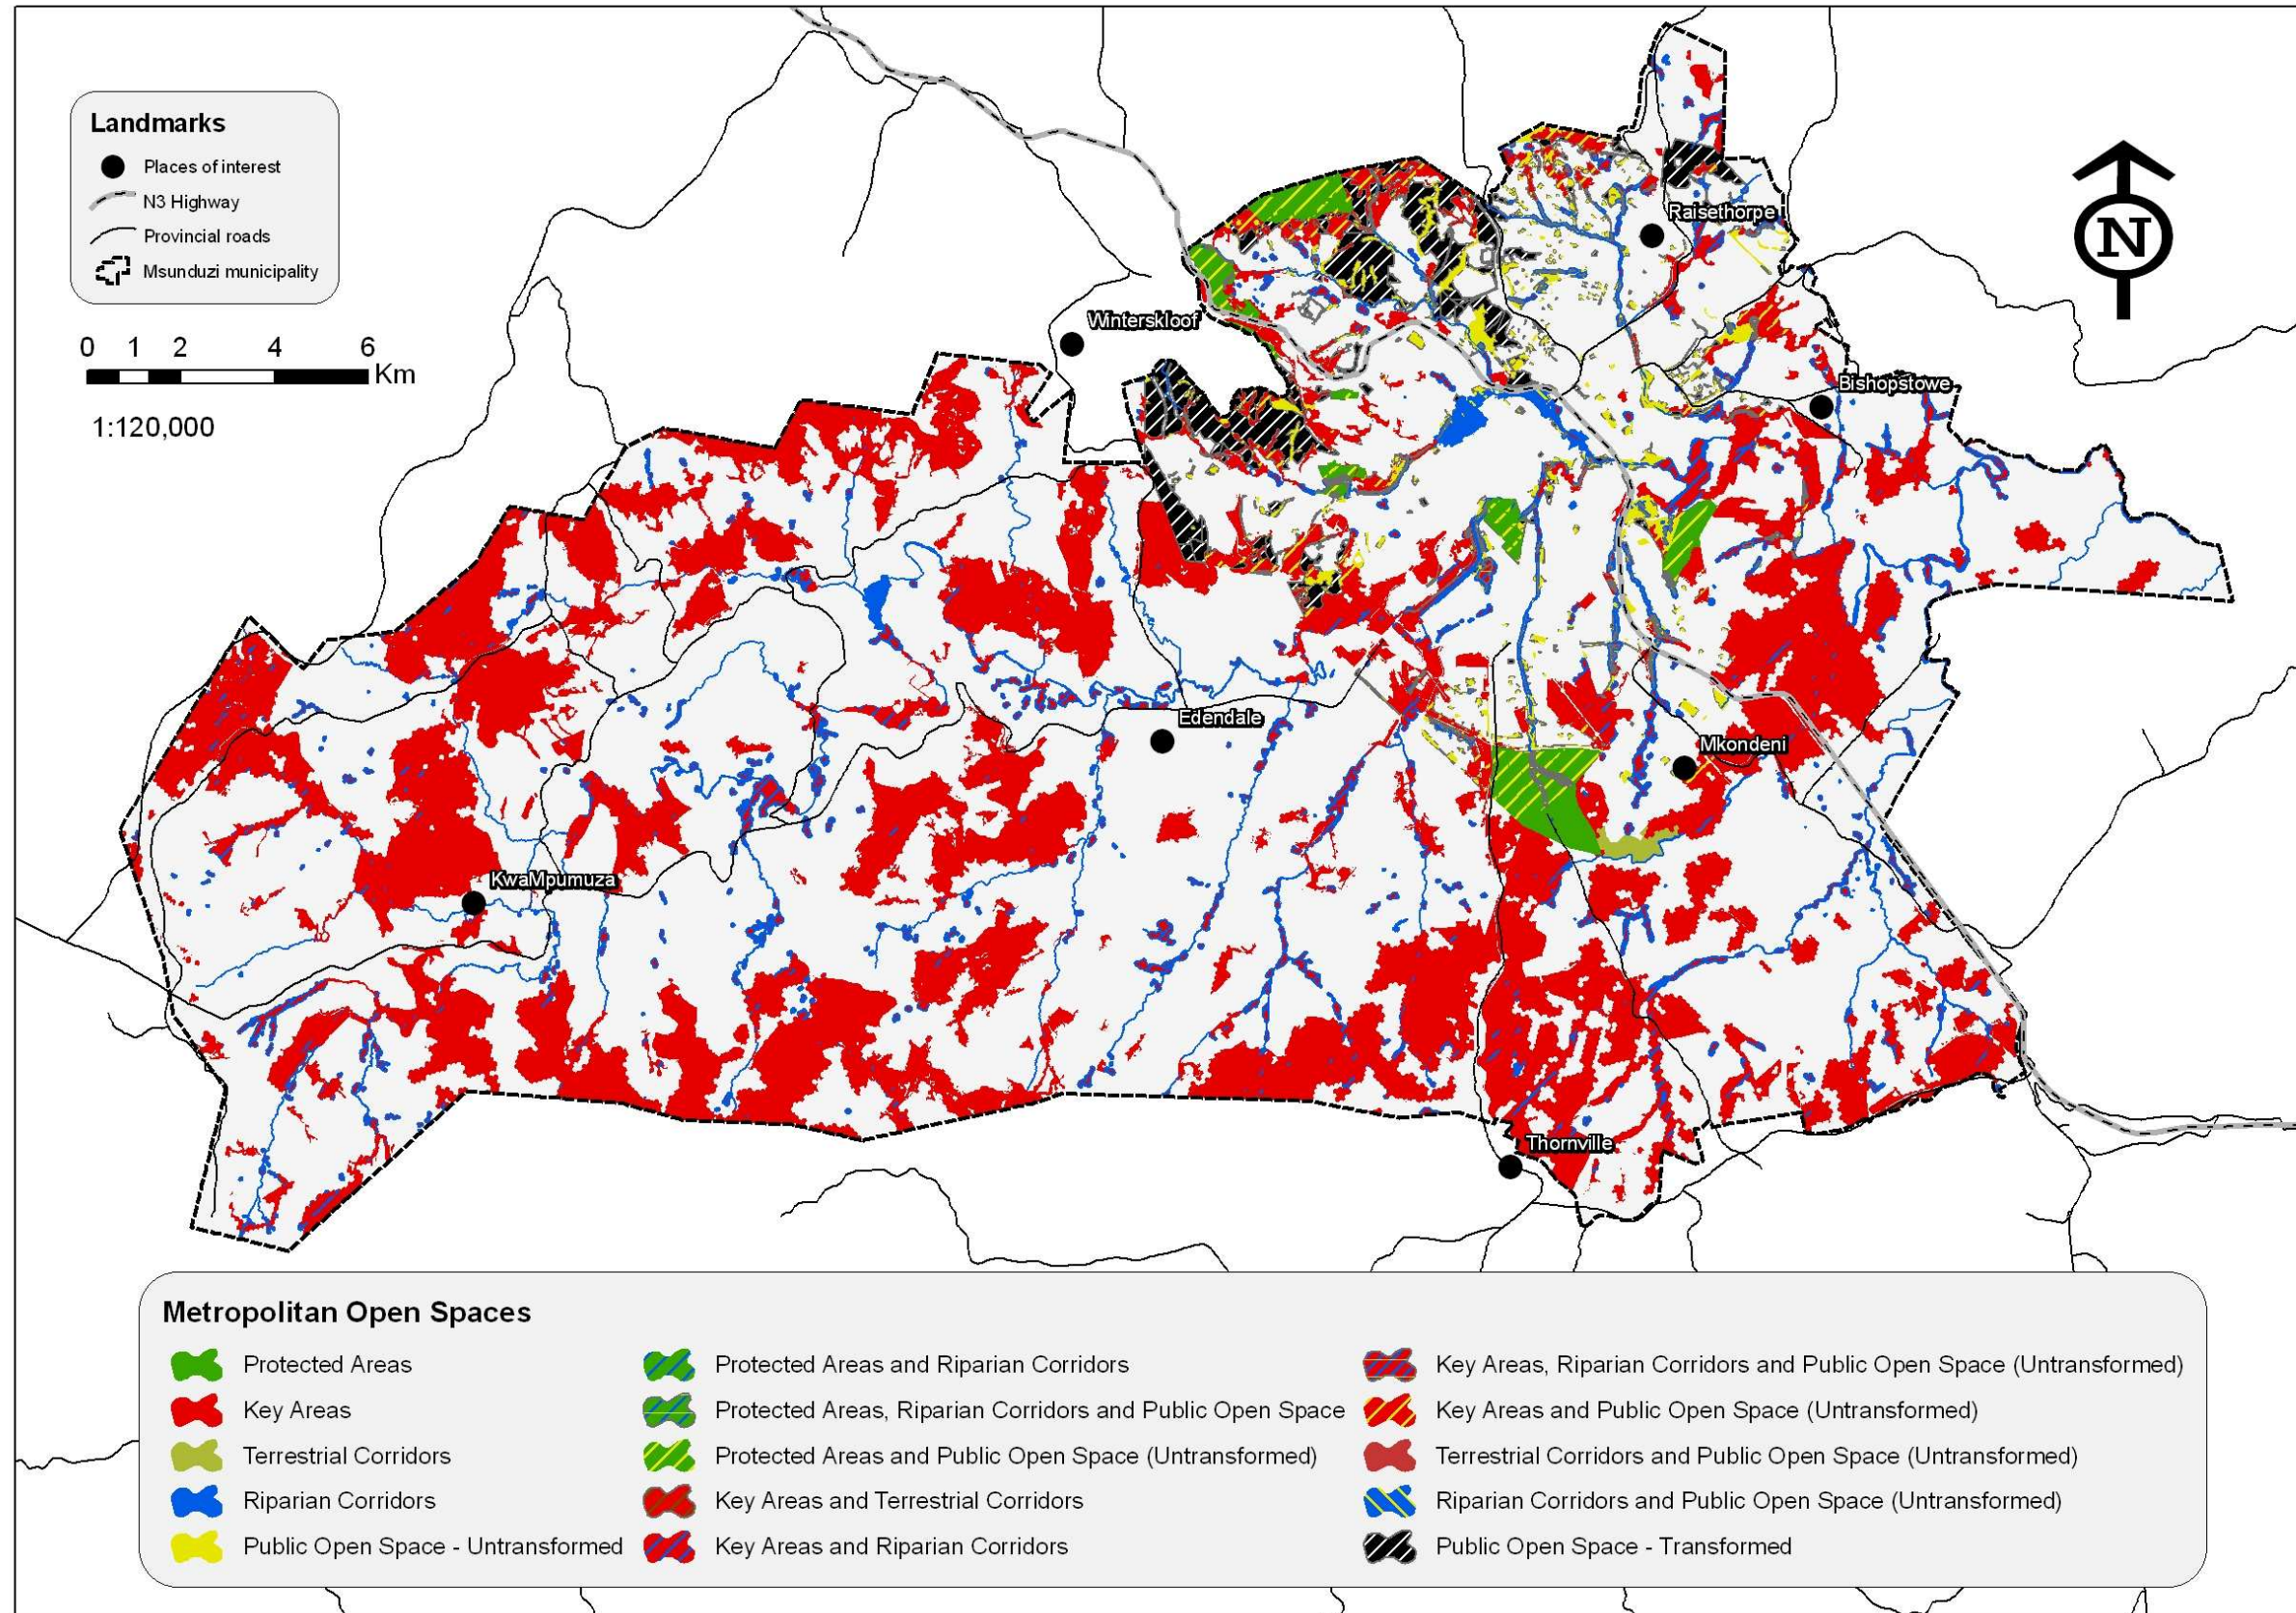 Landmarks
Places of interest
N3 Highway
Provincial roads
Msunduzi municipality
0 1 2 4 6
Km
1:120,000
N
Raisethorpe
Winterskloof
Bishopstowe
Edendale
Mkondeni
KwaMpumuza
Thornville
Metropolitan Open Spaces
Protected Areas
Key Areas
Terrestrial Corridors
Riparian Corridors
Public Open Space - Untransformed
Protected Areas and Riparian Corridors
Protected Areas, Riparian Corridors and Public Open Space
Protected Areas and Public Open Space (Untransformed)
Key Areas and Terrestrial Corridors
Key Areas and Riparian Corridors
Key Areas, Riparian Corridors and Public Open Space (Untransformed)
Key Areas and Public Open Space (Untransformed)
Terrestrial Corridors and Public Open Space (Untransformed)
Riparian Corridors and Public Open Space (Untransformed)
Public Open Space - Transformed